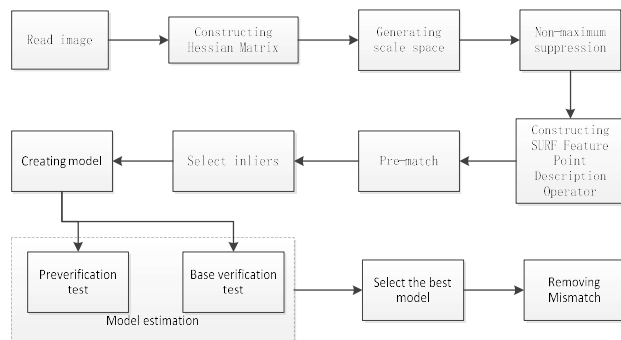 Read image
Constructing
Hessian Matrix
Generating
scale space
Non-maximum
suppression
Creating model
Select inliers
Pre-match
Constructing
SURF Feature
Point
Description
Operator
Preverification
test
Base verification
test
Model estimation
Select the best
model
Removing
Mismatch